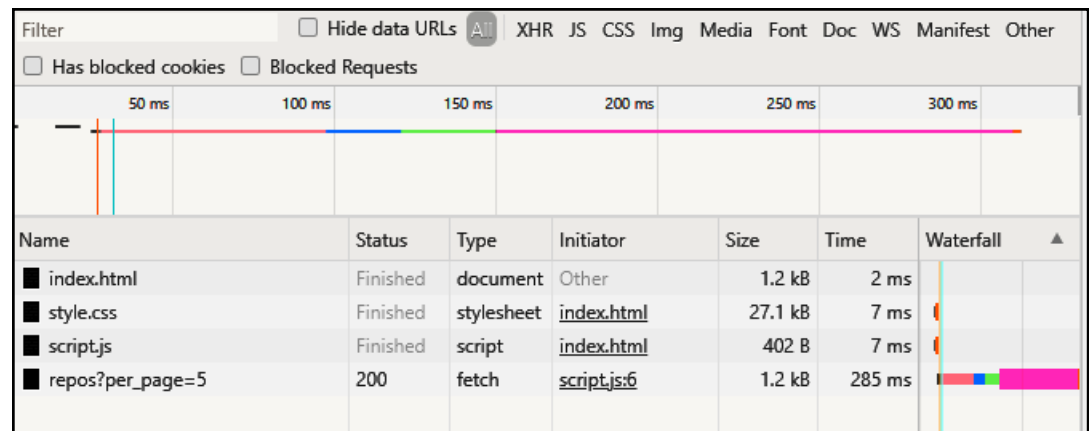 Filter Hide data URLs All XHR JS CSS Img Media Font Doc WS Manifest Other
Has blocked cookies Blocked Requests
50 ms 100 ms 150 ms 200 ms 250 ms 300 ms
Name Status Type Initiator Size Time Waterfall
index.html Finished document Other 1.2 kB 2 ms
style.css Finished stylesheet index.html 27.1 kB 7 ms
script.js Finished script index.html 402 B 7 ms
repos?per_page=5 200 fetch script.js:6 1.2 kB 285 ms